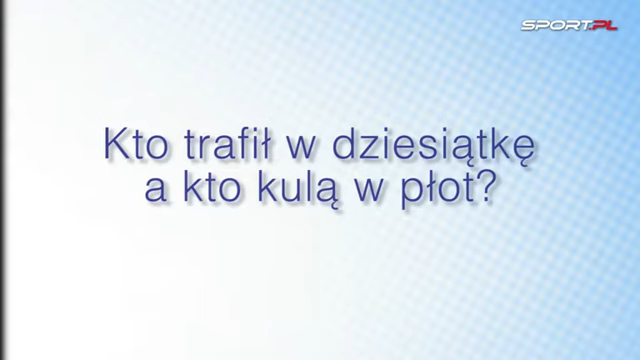 SPORT.PL
Kto trafił w dziesiątkę
a kto kulą w płot?